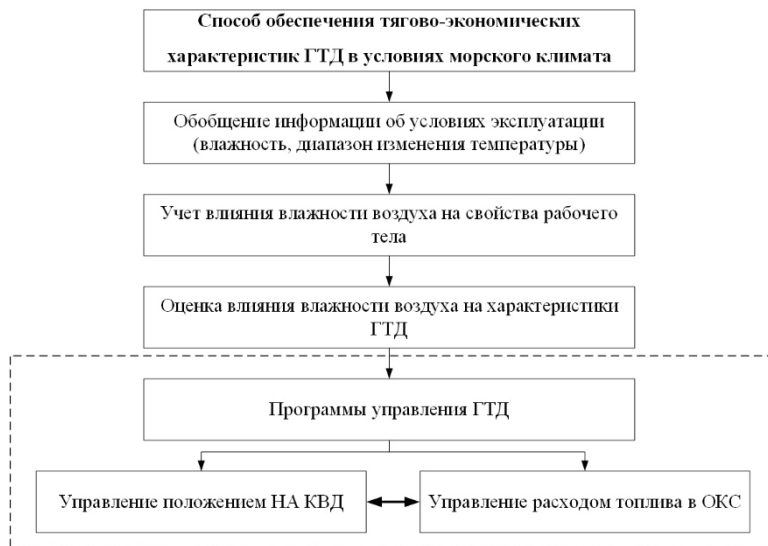 Способ обеспечения тягово-экономических
характеристик ГТД в условиях морского климата
Обобщение информации об условиях эксплуатации
(влажность, диапазон изменения температуры)
Учет влияния влажности воздуха на свойства рабочего
тела
Оценка влияния влажности воздуха на характеристики
ГТД
Программы управления ГТД
Управление положением НА КВД
Управление расходом топлива в ОКС